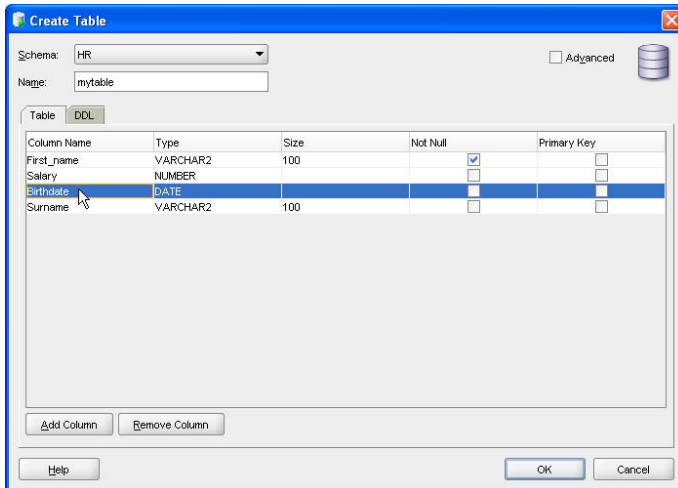 Create Table
Schema: HR Advanced
Name: mytable
Table DDL
Column Name Type Size Not Null Primary Key
First_name VARCHAR2 100
Salary NUMBER
Birthdate DATE
Surname VARCHAR2 100
Add Column Remove Column
Help OK Cancel